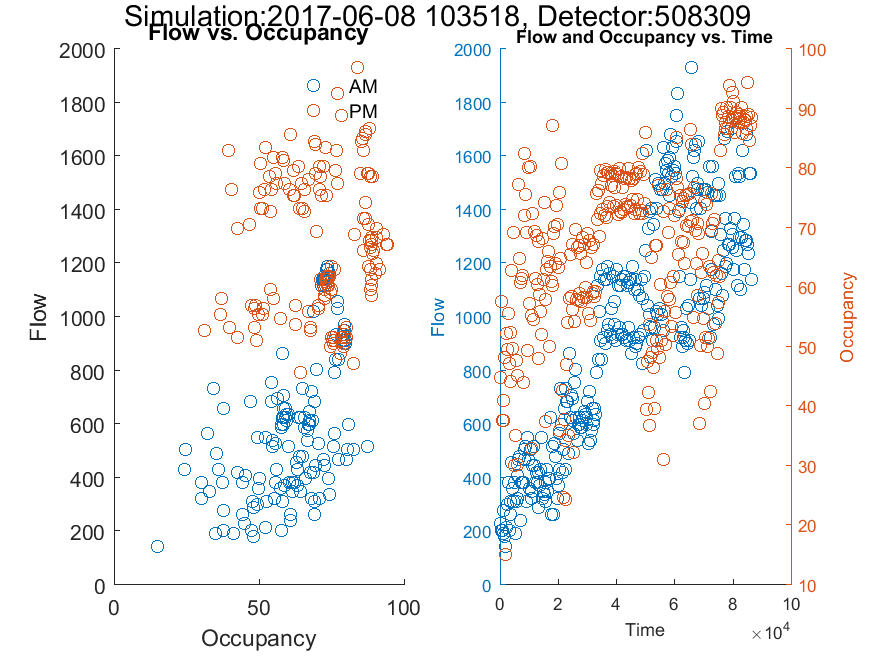 Simulation:2017-06-08 103518, Detector:508309
Flow vs. Occupancy
2000
1800
1600
1400
1200
1000
800
600
400
200
0
0 50 100
Flow
Occupancy
AM
PM
Flow and Occupancy vs. Time
2000
1800
1600
1400
1200
1000
800
600
400
200
0
Flow
0 2 4 6 8 10
×10⁴
Time
100
90
80
70
60
50
40
30
20
10
Occupancy